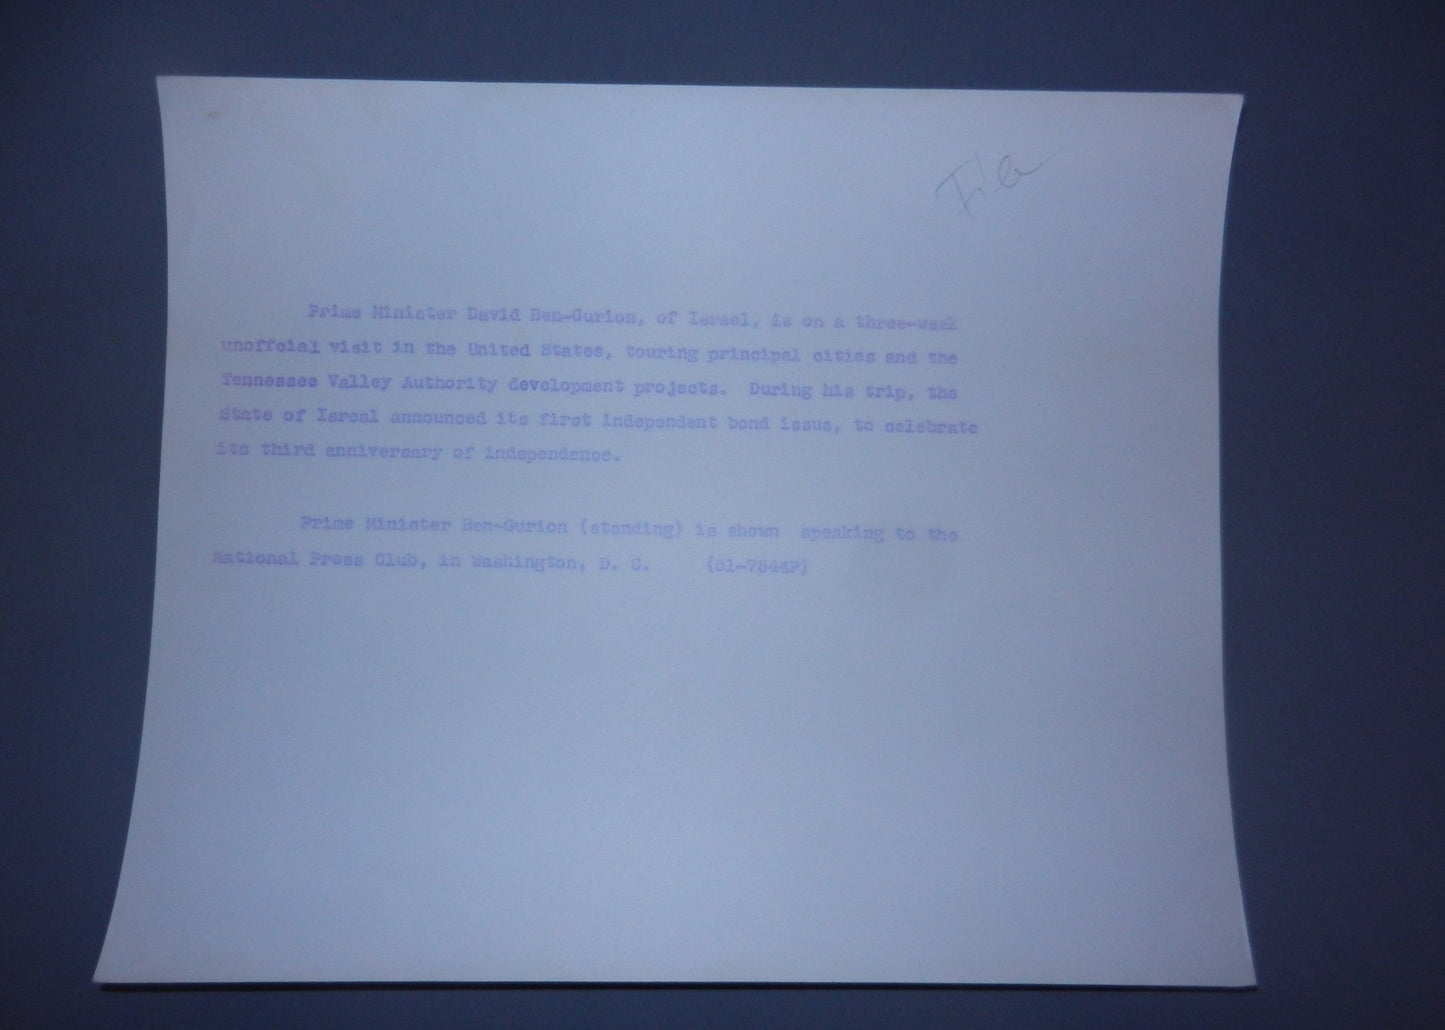 File
Prime Minister David Ben-Gurion, of Israel, is on a three-week
unoffcial visit in the United States, touring principal cities and the
Tennessee Valley Authority development projects. During his trip, the
State of Isreal announced its first independent bond issue, to celebrate
its third anniversary of independence.
Prime Minister Ben-Gurion (standing) is shown speaking to the
National Press Club, in Washington, D. C. (51-7544P)